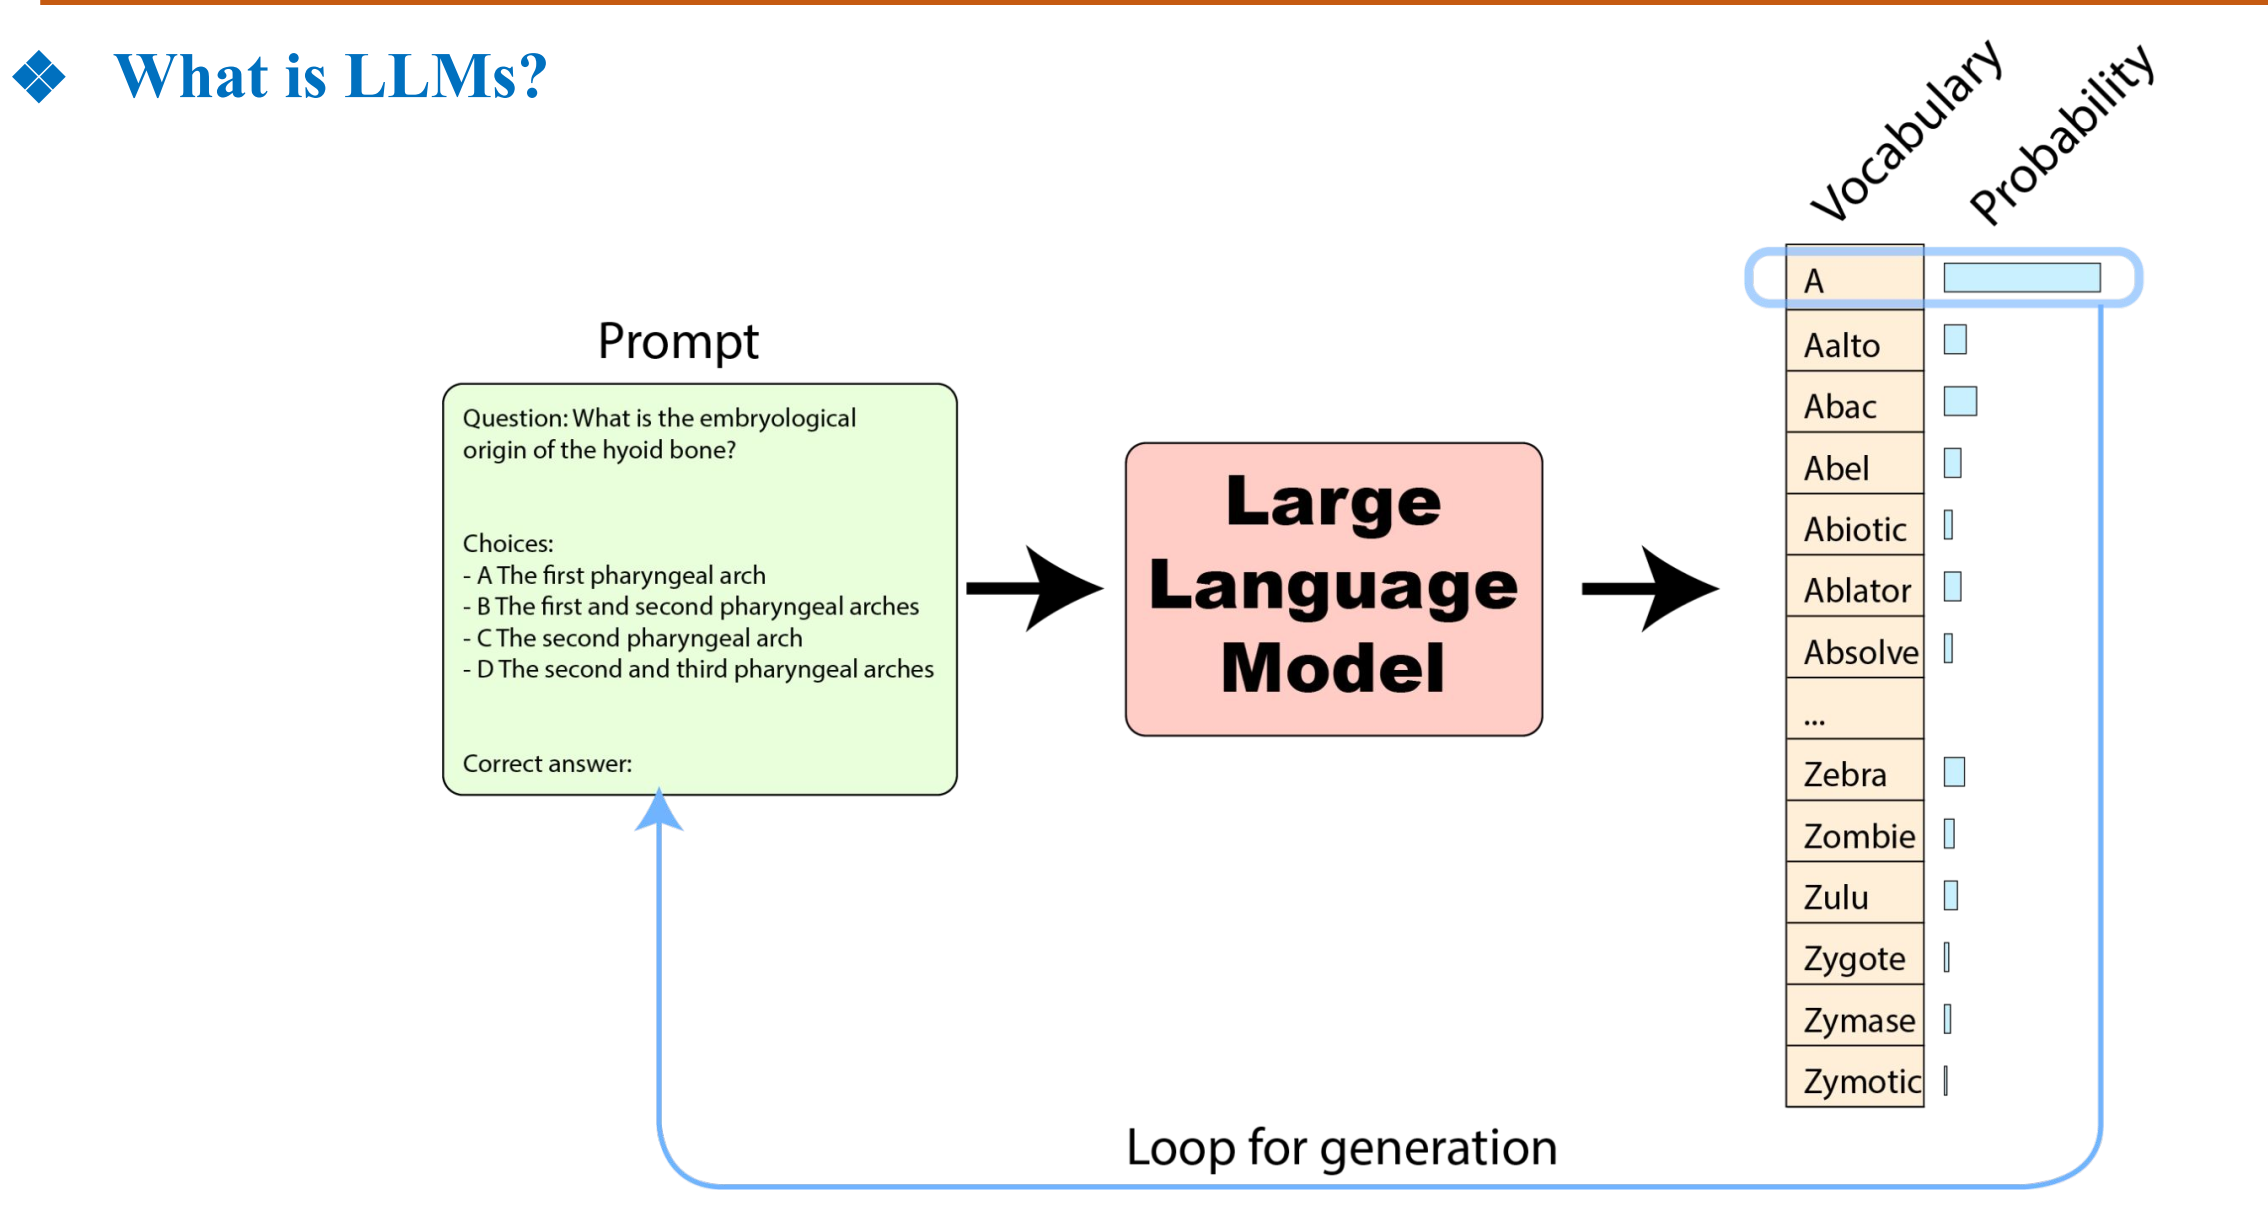 What is LLMs?
Vocabulary
Probability
Prompt
Question: What is the embryological
origin of the hyoid bone?
Choices:
- A The first pharyngeal arch
- B The first and second pharyngeal arches
- C The second pharyngeal arch
- D The second and third pharyngeal arches
Correct answer:
Large
Language
Model
A
Aalto
Abac
Abel
Abiotic
Ablator
Absolve
...
Zebra
Zombie
Zulu
Zygote
Zymase
Zymotic
Loop for generation